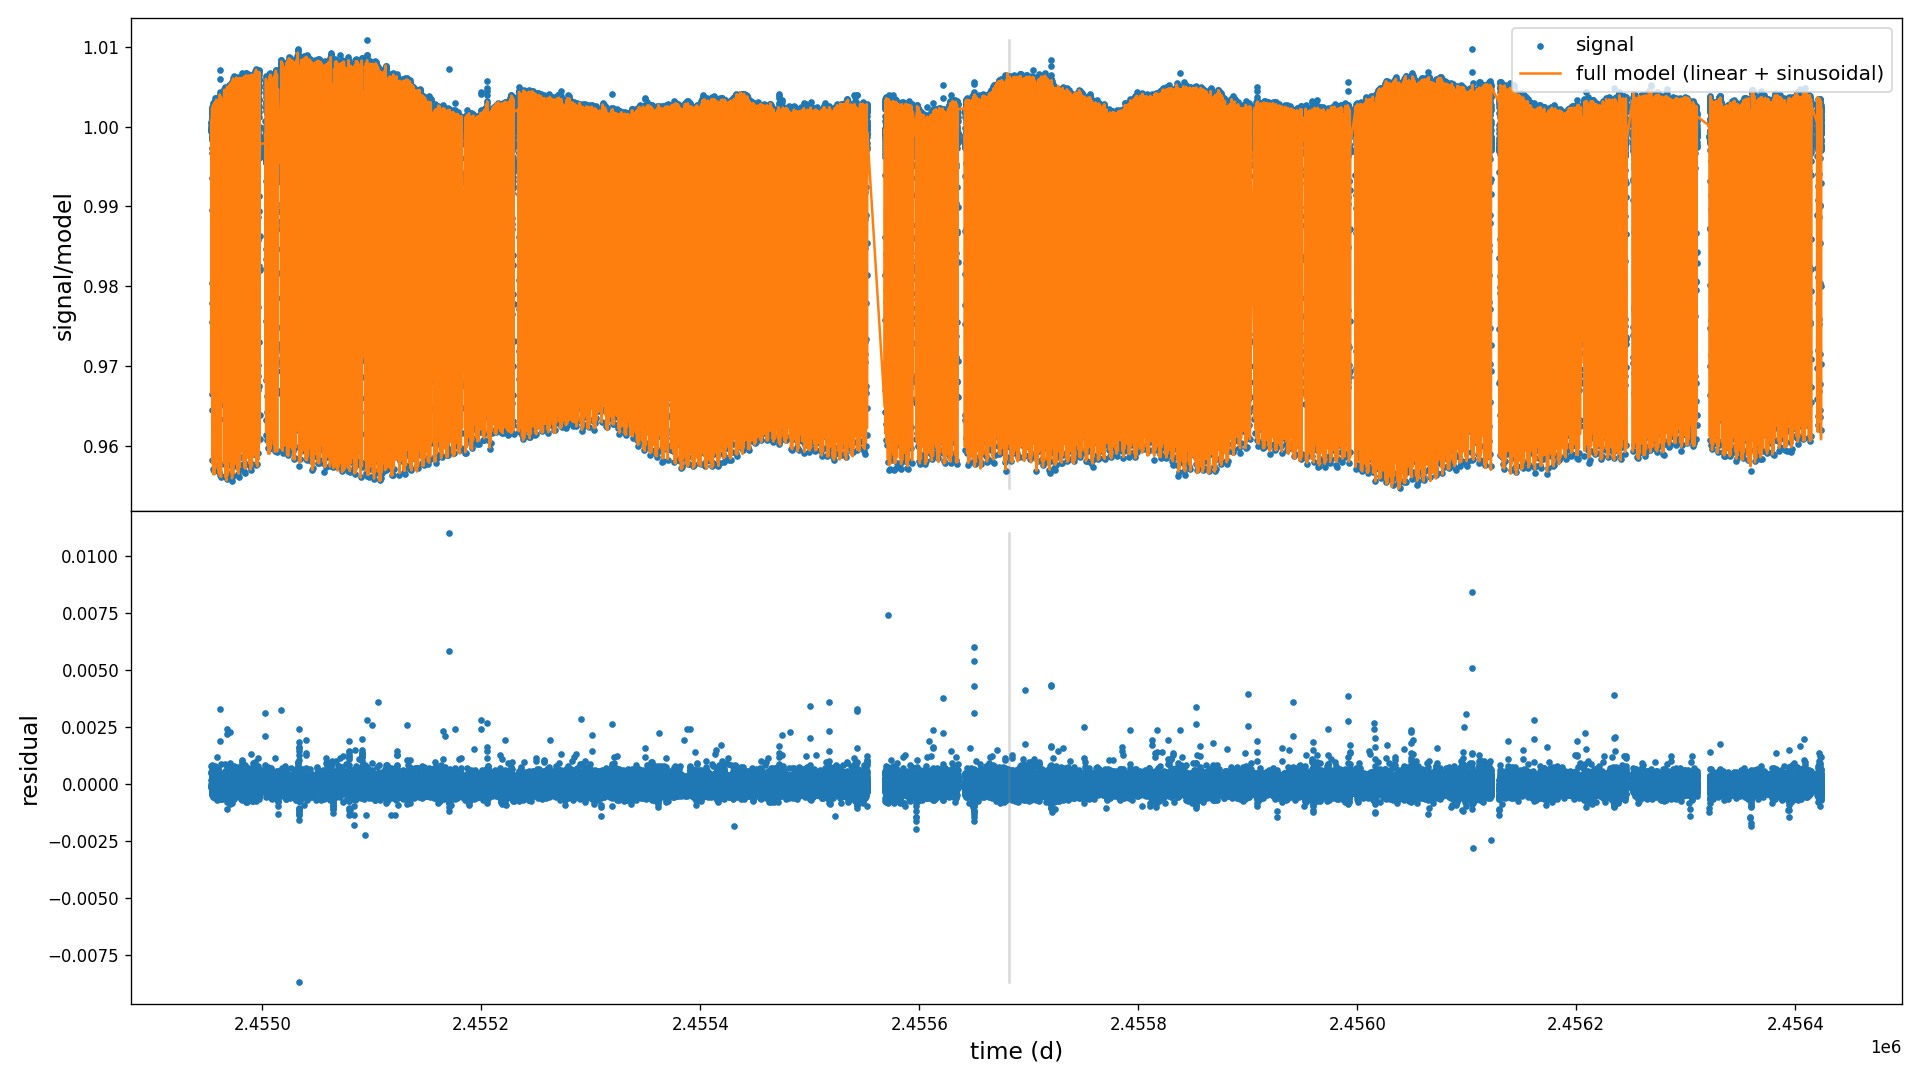 signal
full model (linear + sinusoidal)
1.01
1.00
0.99
0.98
0.97
0.96
signal/model
0.0100
0.0075
0.0050
0.0025
0.0000
−0.0025
−0.0050
−0.0075
residual
2.4550 2.4552 2.4554 2.4556 2.4558 2.4560 2.4562 2.4564
1e6
time (d)